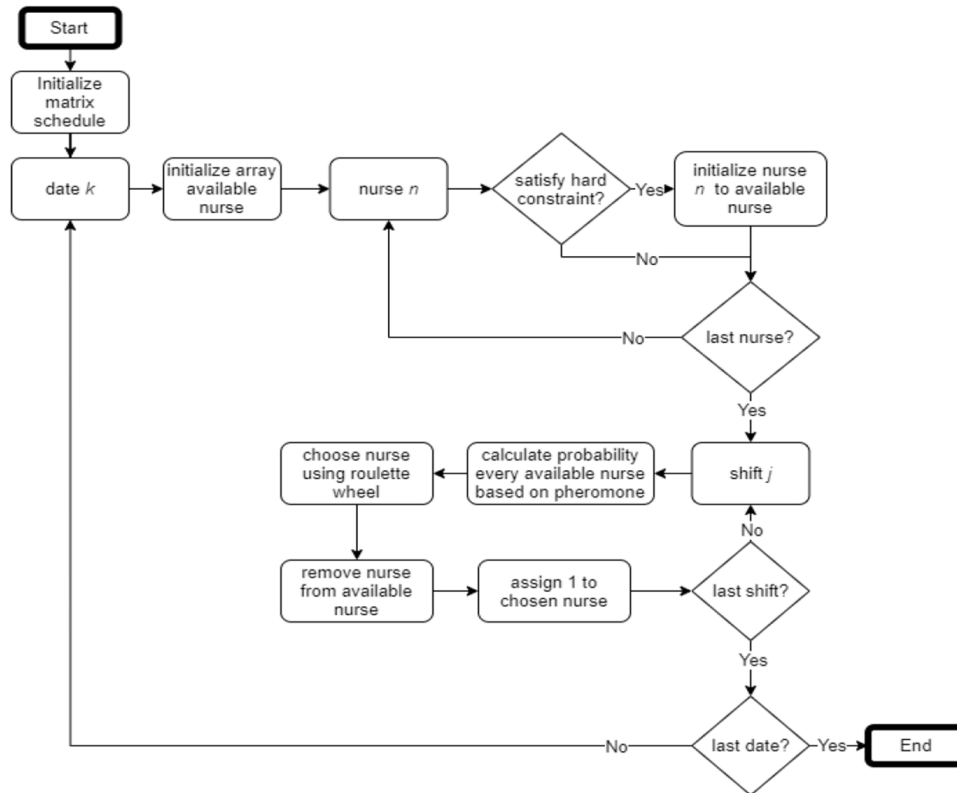 Start
Initialize
matrix
schedule
date k
initialize array
available
nurse
nurse n
satisfy hard
constraint?
Yes
initialize nurse
n to available
nurse
No
last nurse?
No
Yes
shift j
calculate probability
every available nurse
based on pheromone
choose nurse
using roulette
wheel
remove nurse
from available
nurse
assign 1 to
chosen nurse
last shift?
No
Yes
last date?
No
Yes
End